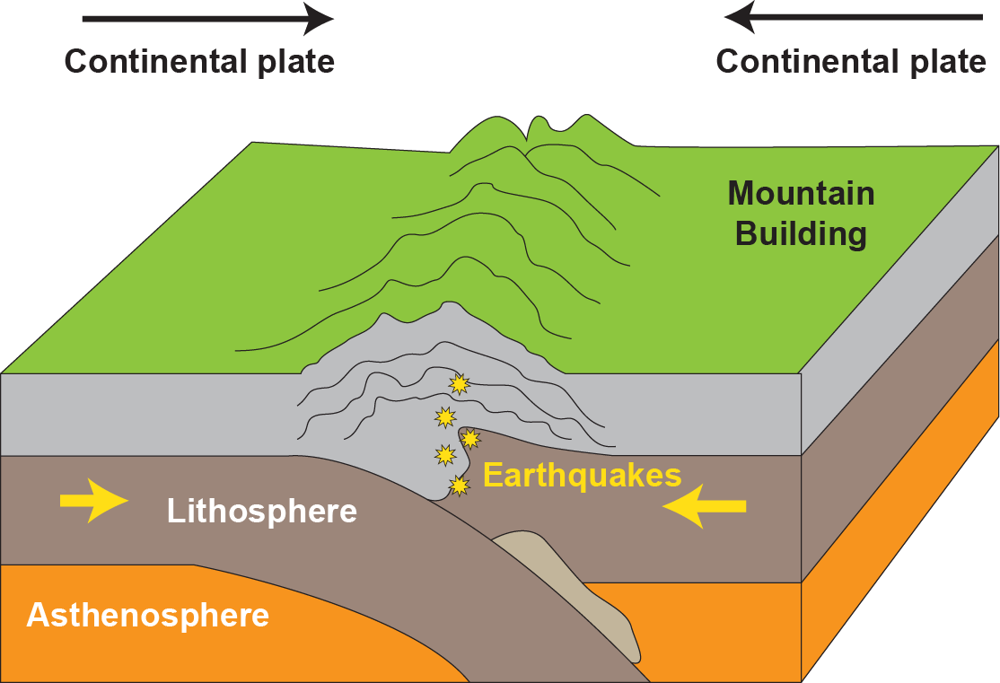 Continental plate
Continental plate
Mountain
Building
Earthquakes
Lithosphere
Asthenosphere